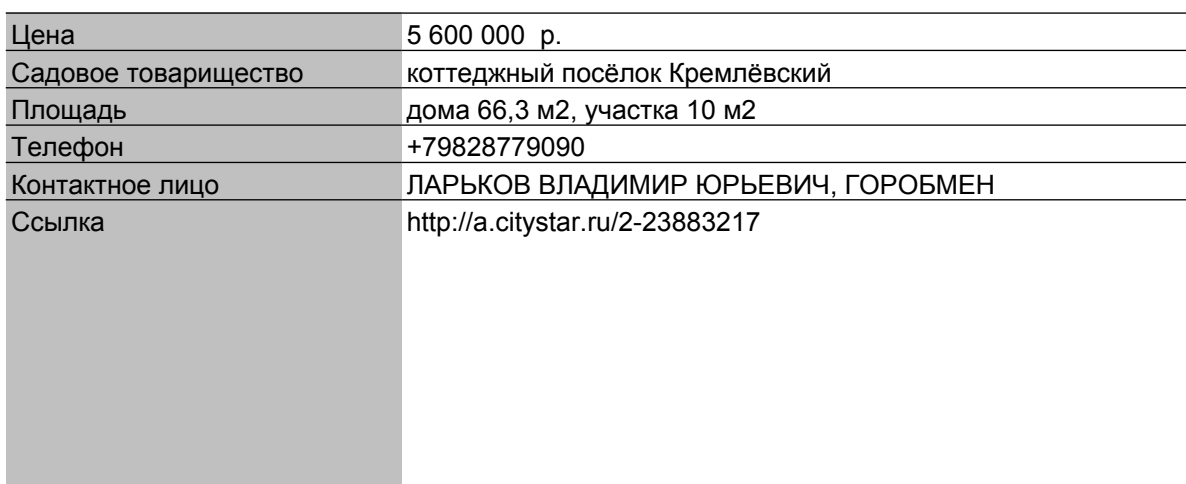 Цена 5 600 000 р.
Садовое товарищество коттеджный посёлок Кремлёвский
Площадь дома 66,3 м2, участка 10 м2
Телефон +79828779090
Контактное лицо ЛАРЬКОВ ВЛАДИМИР ЮРЬЕВИЧ, ГОРОБМЕН
Ссылка http://a.citystar.ru/2-23883217